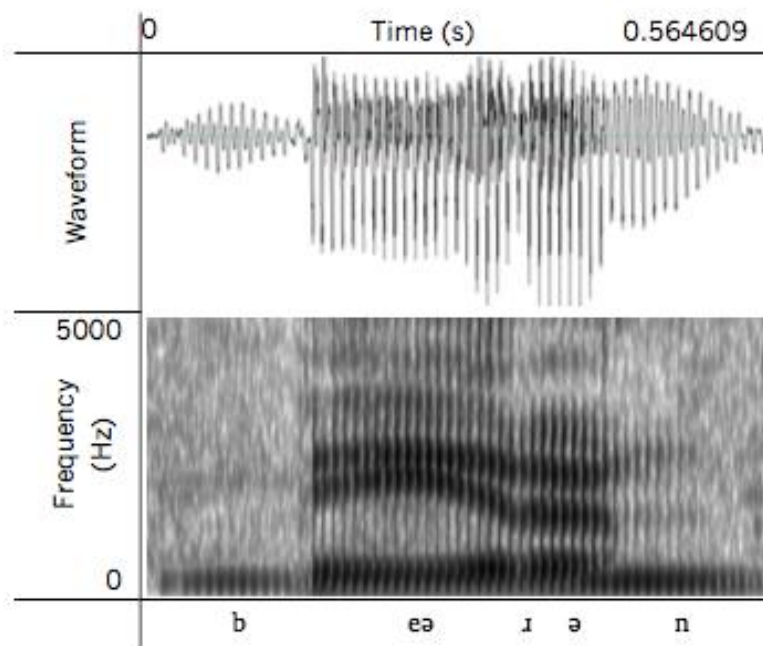 0 Time (s) 0.564609
Waveform
5000
Frequency
(Hz)
0
b eə ɹ ə n